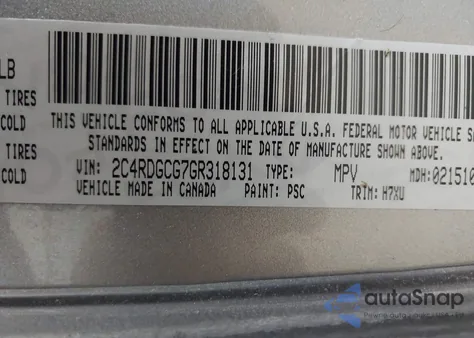 LB
TIRES
COLD
THIS VEHICLE CONFORMS TO ALL APPLICABLE U.S.A. FEDERAL MOTOR VEHICLE S
TIRES STANDARDS IN EFFECT ON THE DATE OF MANUFACTURE SHOWN ABOVE.
COLD VIN: 2C4RDGCG7GR318131 TYPE: MPV MDH:021510
VEHICLE MADE IN CANADA PAINT: PSC TRIM: H7XU
autoSnap